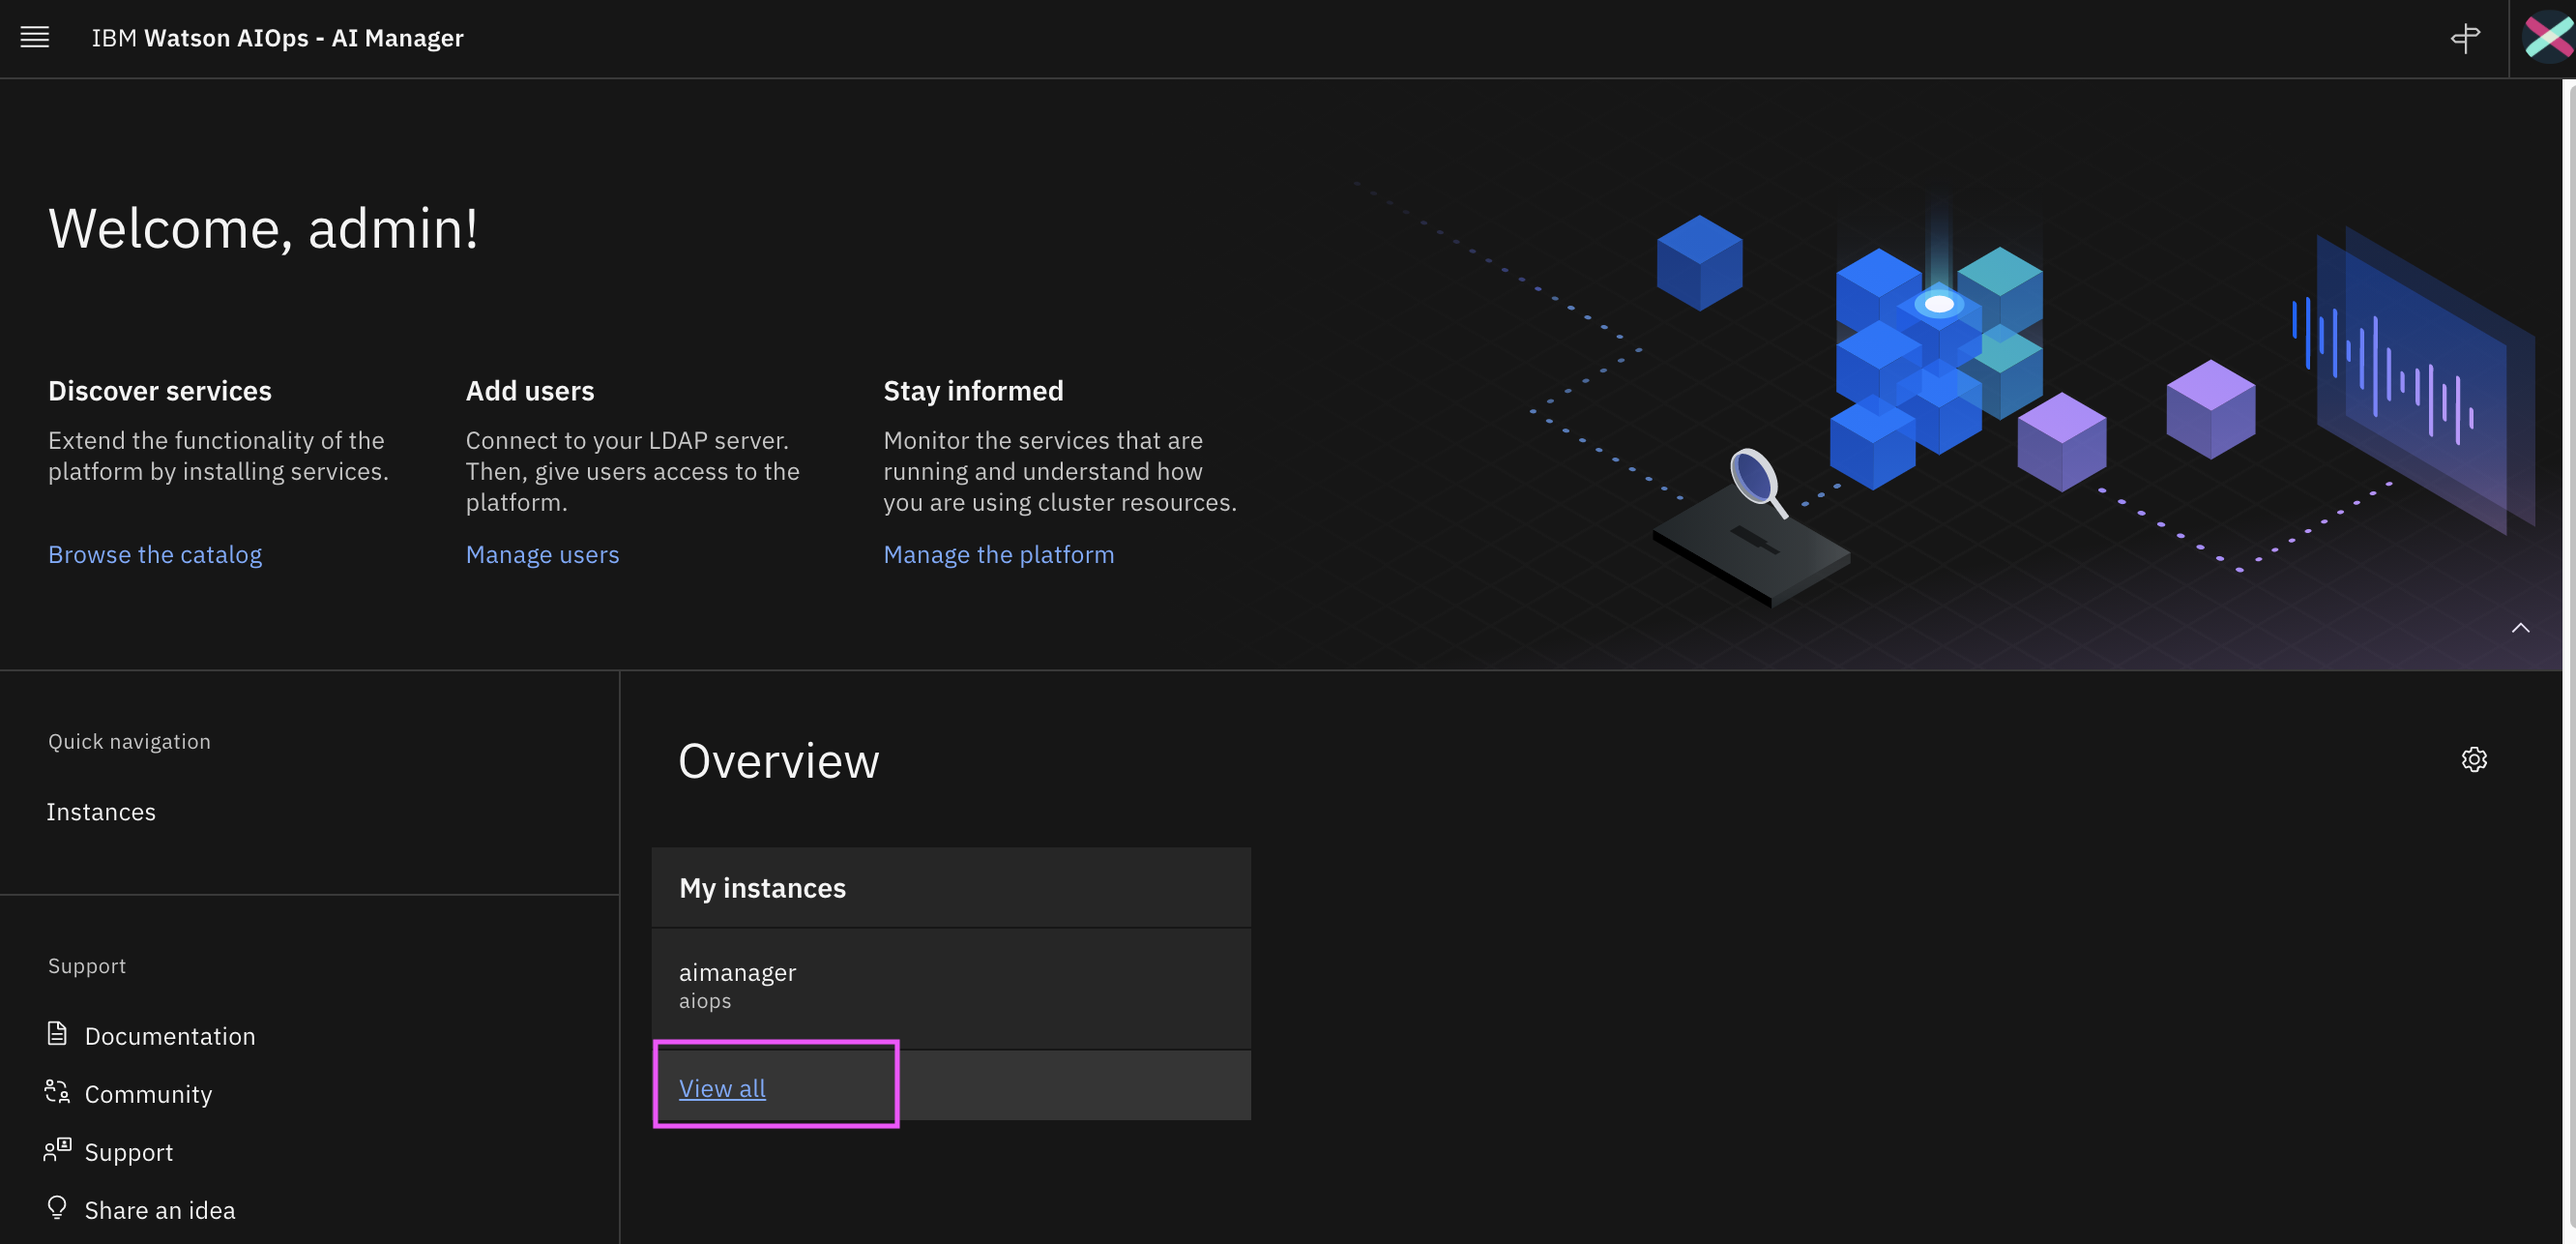 IBM Watson AIOps - AI Manager
Welcome, admin!
Discover services
Extend the functionality of the
platform by installing services.
Browse the catalog
Add users
Connect to your LDAP server.
Then, give users access to the
platform.
Manage users
Stay informed
Monitor the services that are
running and understand how
you are using cluster resources.
Manage the platform
Quick navigation
Instances
Support
Documentation
Community
Support
Share an idea
Overview
My instances
aimanager
aiops
View all